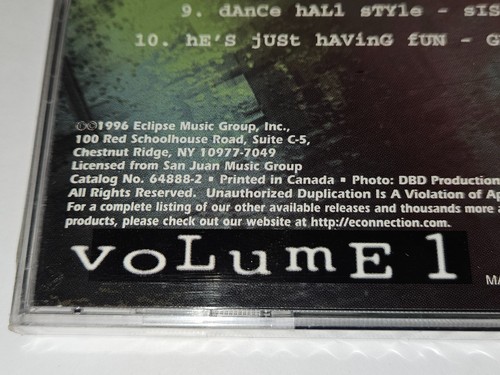 9. dAnCe hALl sTYle - sIS
10. hE'S jUSt hAVinG fUN - G
℗©1996 Eclipse Music Group, Inc.,
100 Red Schoolhouse Road, Suite C-5,
Chestnut Ridge, NY 10977-7049
Licensed from San Juan Music Group
Catalog No. 64888-2 ▪ Printed in Canada ▪ Photo: DBD Production
All Rights Reserved. Unauthorized Duplication Is A Violation of Ap
For a complete listing of our other available releases and thousands more a
products, please check out our website at http://econnection.com.
voLumE 1
MA